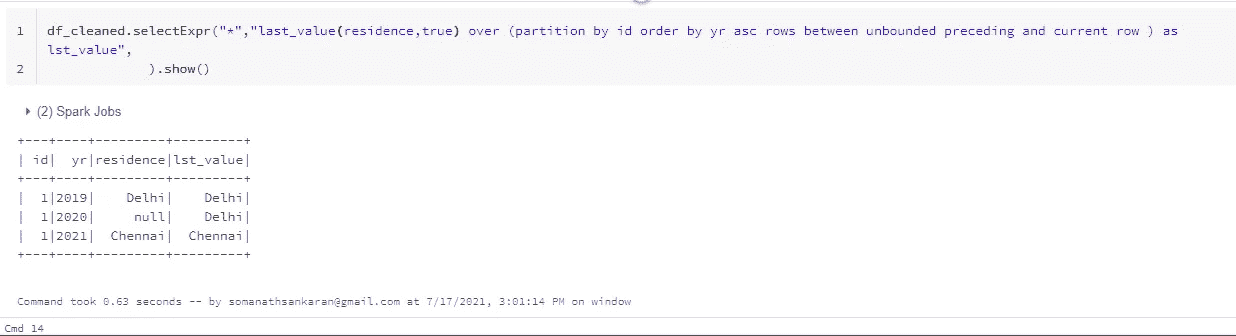 1 df_cleaned.selectExpr("*","last_value(residence,true) over (partition by id order by yr asc rows between unbounded preceding and current row ) as
lst_value",
2 ).show()
(2) Spark Jobs
+---+----+---------+---------+
| id| yr|residence|lst_value|
+---+----+---------+---------+
| 1|2019| Delhi| Delhi|
| 1|2020| null| Delhi|
| 1|2021| Chennai| Chennai|
+---+----+---------+---------+
Command took 0.63 seconds -- by somanathsankaran@gmail.com at 7/17/2021, 3:01:14 PM on window
Cmd 14